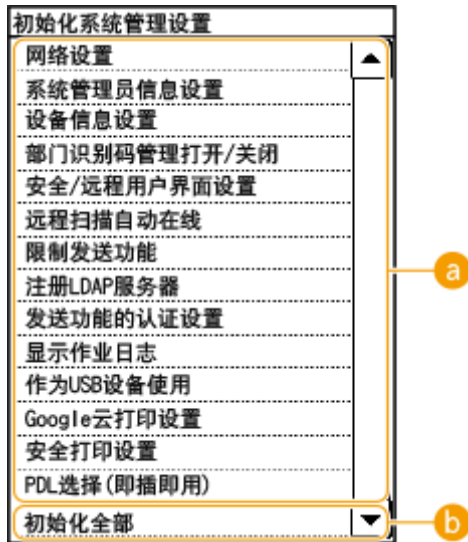 初始化系统管理设置
网络设置
系统管理员信息设置
设备信息设置
部门识别码管理打开/关闭
安全/远程用户界面设置
远程扫描自动在线
限制发送功能
a
注册LDAP服务器
发送功能的认证设置
显示作业日志
作为USB设备使用
Google云打印设置
安全打印设置
PDL选择(即插即用)
初始化全部
b